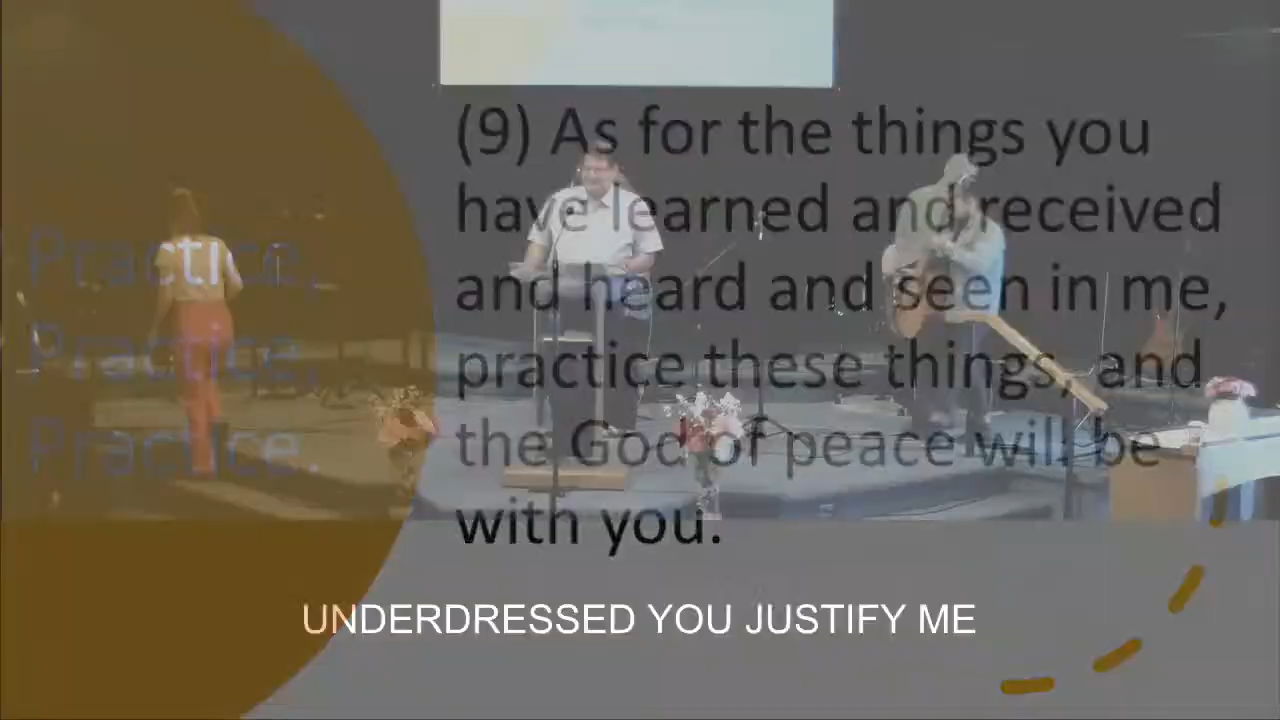 Practice,
Practice,
Practice.
(9) As for the things you
have learned and received
and heard and seen in me,
practice these things, and
the God of peace will be
with you.
UNDERDRESSED YOU JUSTIFY ME